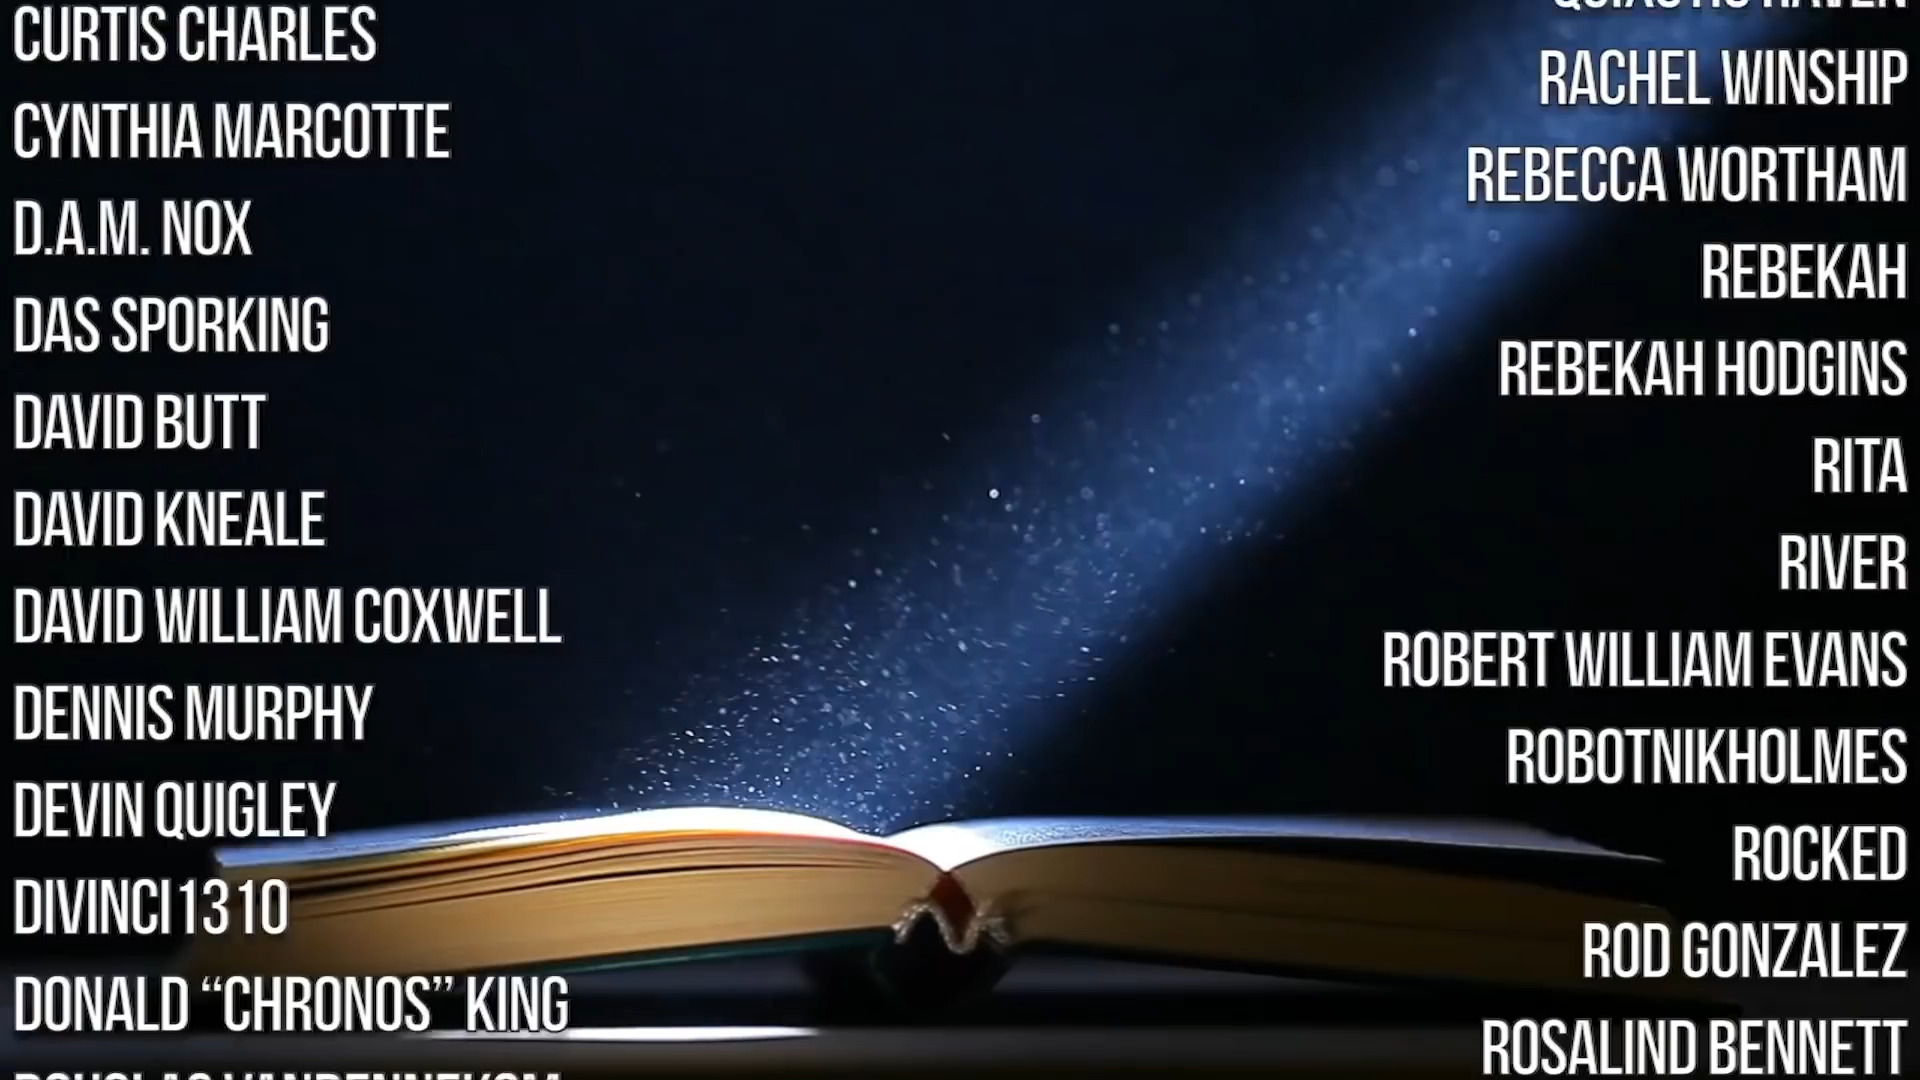 CURTIS CHARLES
CYNTHIA MARCOTTE
D.A.M. NOX
DAS SPORKING
DAVID BUTT
DAVID KNEALE
DAVID WILLIAM COXWELL
DENNIS MURPHY
DEVIN QUIGLEY
DIVINCI1310
DONALD “CHRONOS” KING
RACHEL WINSHIP
REBECCA WORTHAM
REBEKAH
REBEKAH HODGINS
RITA
RIVER
ROBERT WILLIAM EVANS
ROBOTNIKHOLMES
ROCKED
ROD GONZALEZ
ROSALIND BENNETT